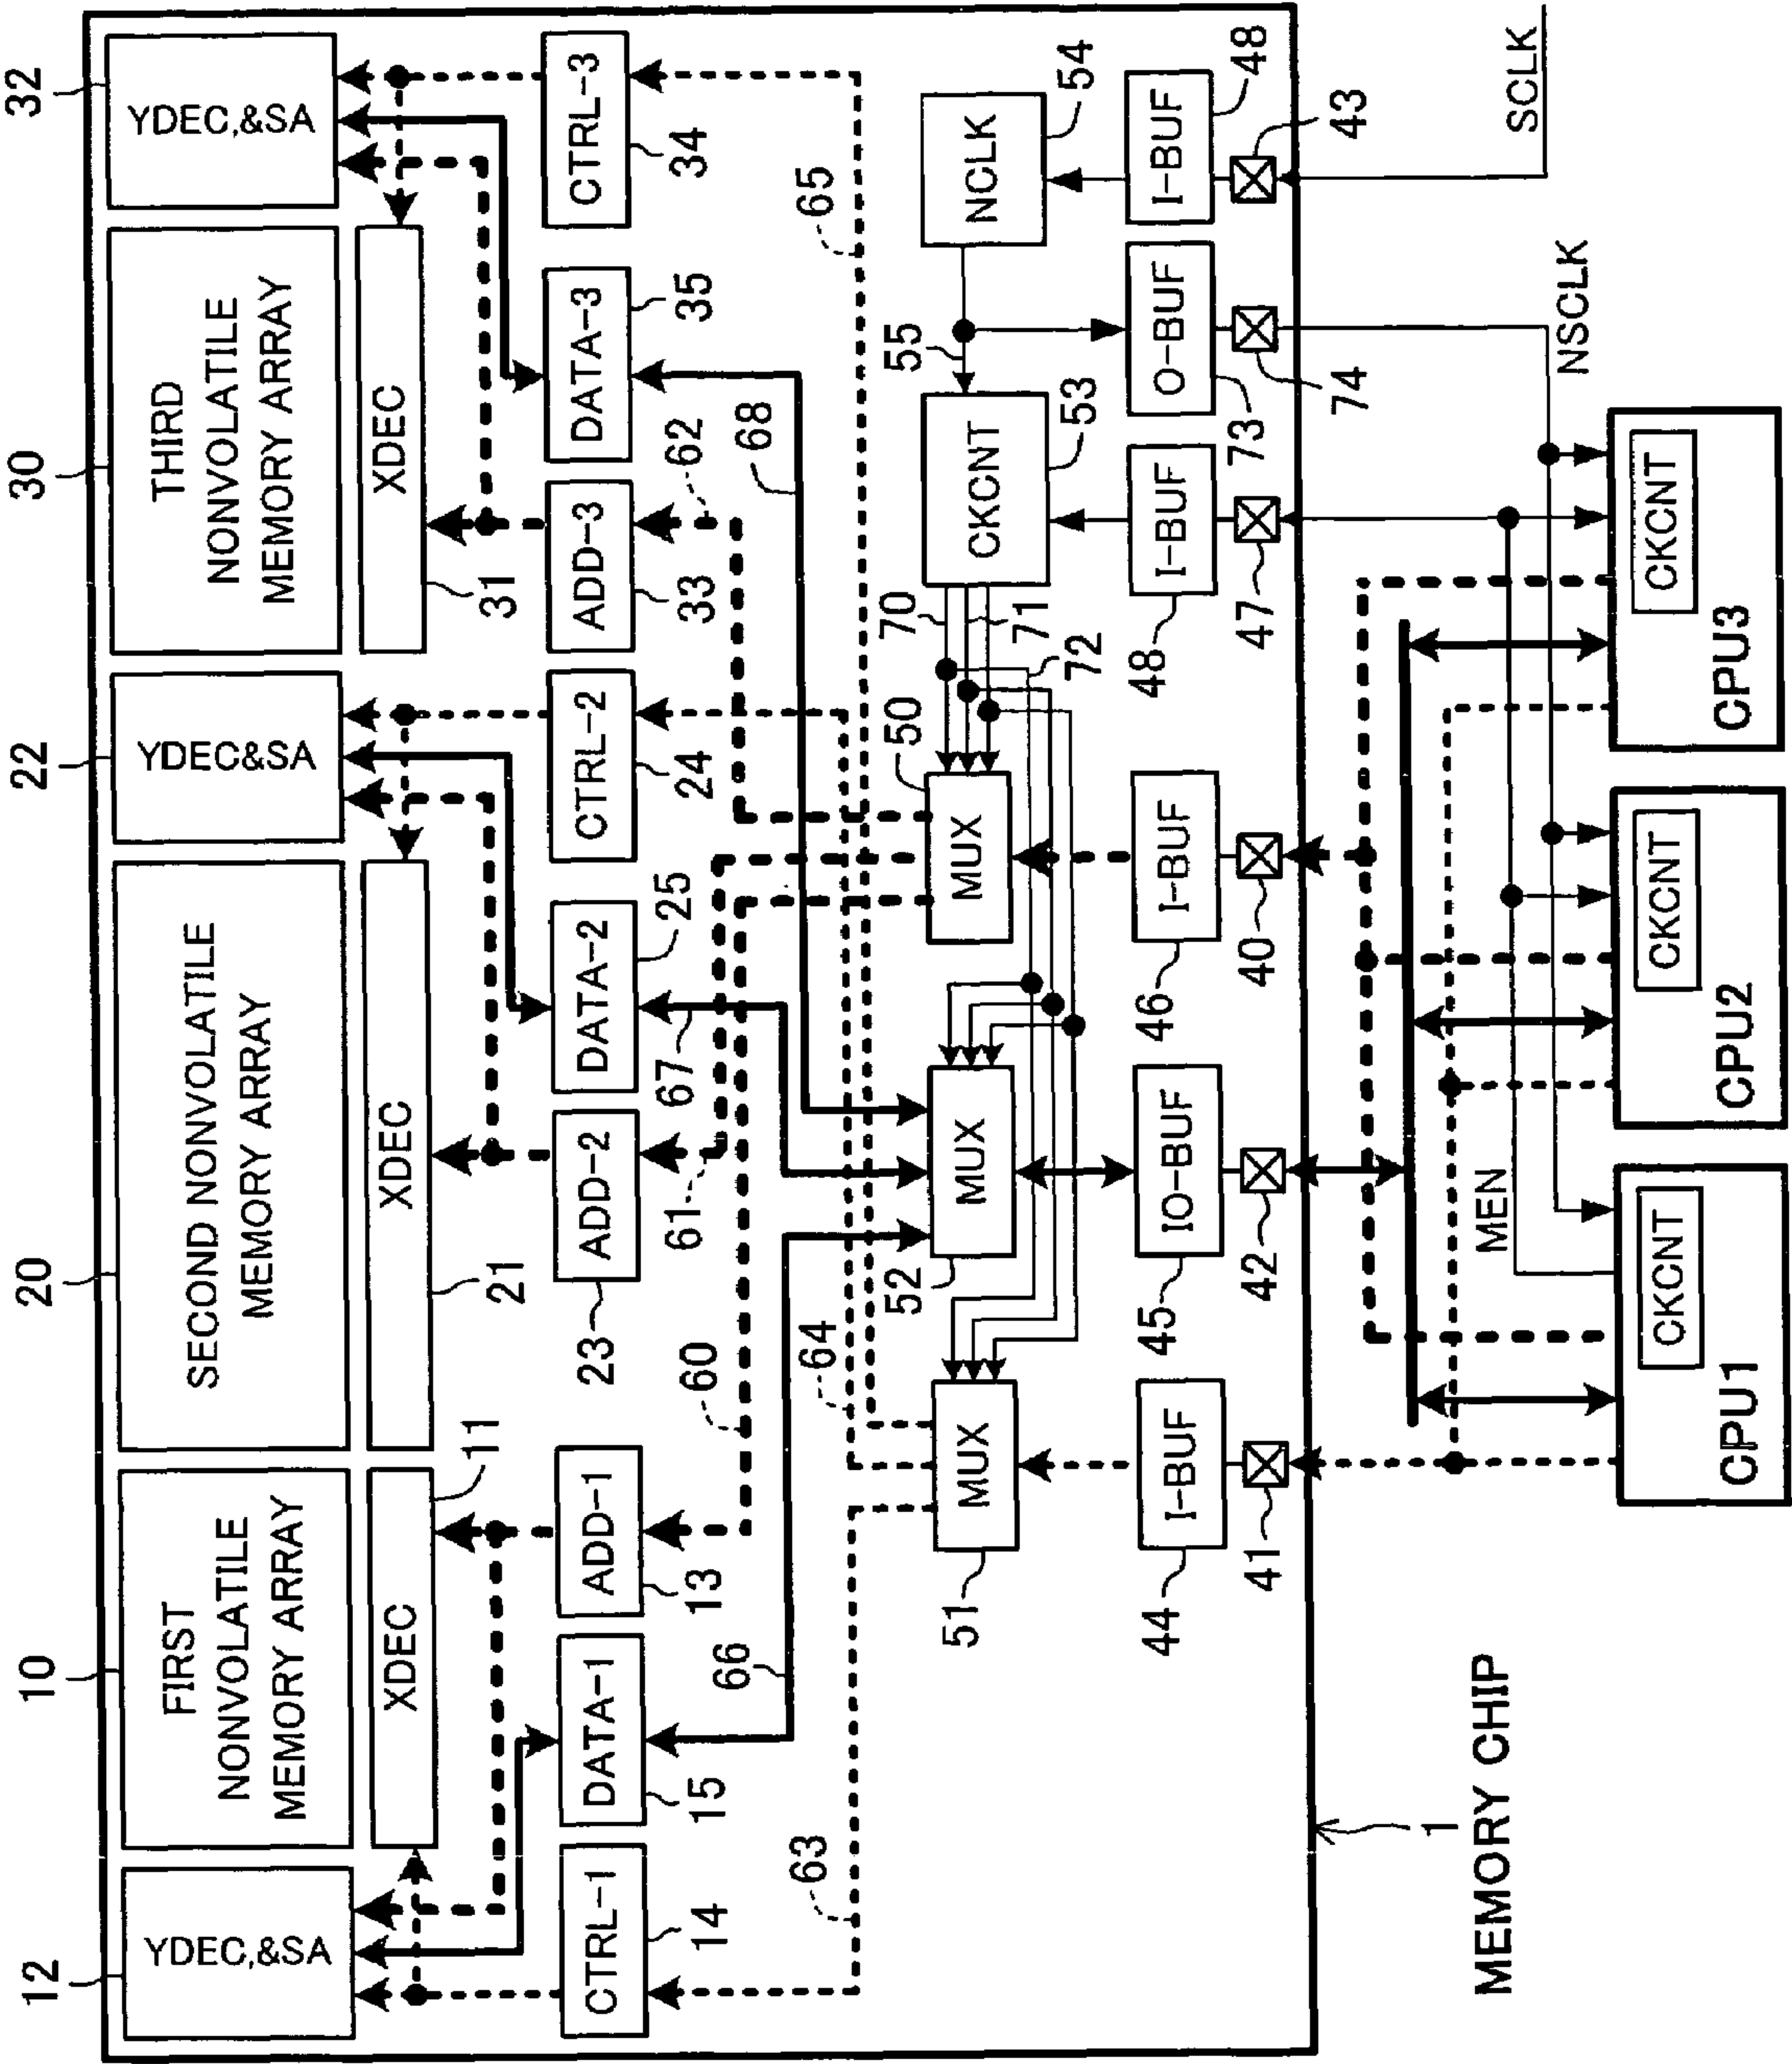 12
10
20
22
30
32
YDEC,&SA
FIRST
NONVOLATILE
MEMORY ARRAY
SECOND NONVOLATILE
MEMORY ARRAY
YDEC&SA
THIRD
NONVOLATILE
MEMORY ARRAY
YDEC,&SA
XDEC
11
XDEC
21
XDEC
31
CTRL-1
14
DATA-1
15
ADD-1
13
ADD-2
23
DATA-2
25
CTRL-2
24
ADD-3
33
DATA-3
35
CTRL-3
34
63
66
60
64
61
67
62
68
65
MUX
51
MUX
52
MUX
50
70
71
72
CKCNT
53
55
NCLK
54
I-BUF
44
IO-BUF
45
I-BUF
46
I-BUF
48
O-BUF
73
I-BUF
48
41
42
40
47
74
43
1
MEMORY CHIP
MEN
NSCLK
SCLK
CKCNT
CPU1
CKCNT
CPU2
CKCNT
CPU3